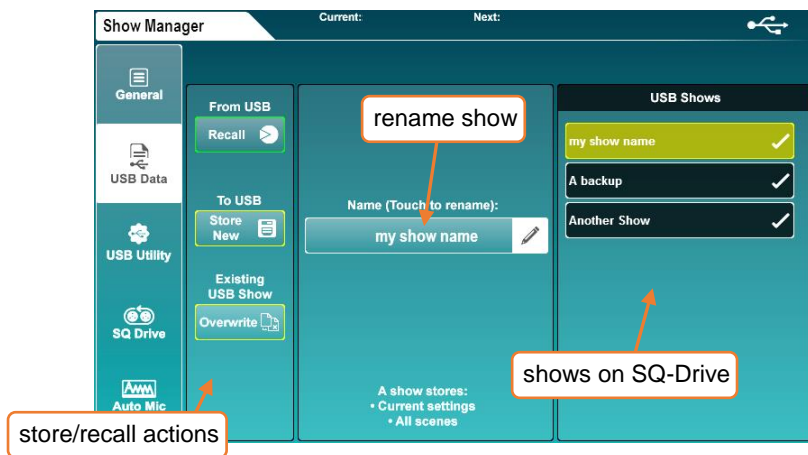 Show Manager
Current:
Next:
General
USB Data
USB Utility
SQ Drive
Auto Mic
From USB
Recall
To USB
Store
New
Existing
USB Show
Overwrite
rename show
Name (Touch to rename):
my show name
A show stores:
• Current settings
• All scenes
USB Shows
my show name
A backup
Another Show
shows on SQ-Drive
store/recall actions